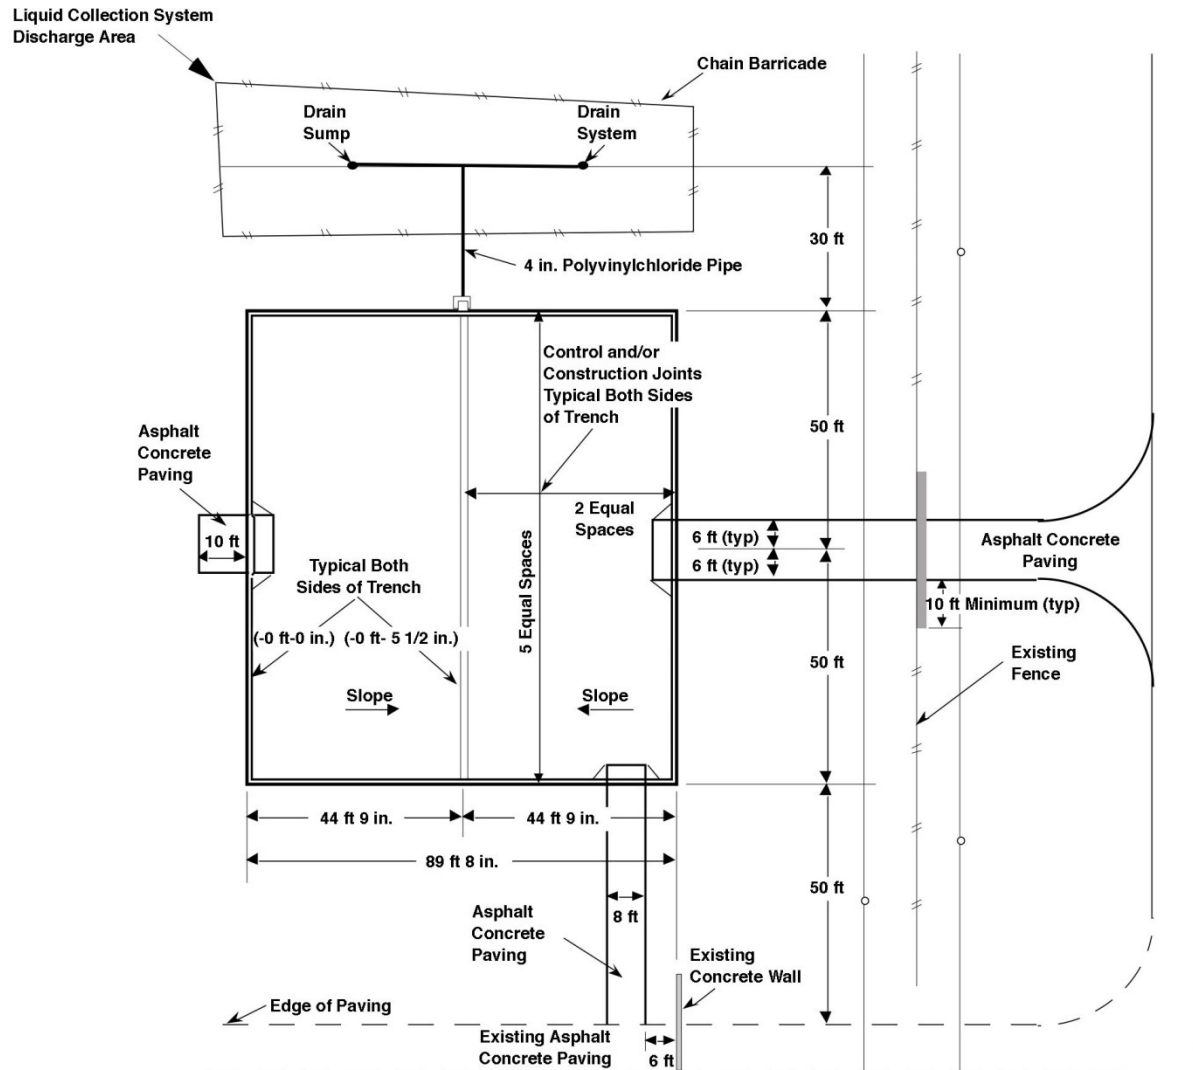 Liquid Collection System
Discharge Area
Chain Barricade
Drain
Sump
Drain
System
30 ft
4 in. Polyvinylchloride Pipe
Control and/or
Construction Joints
Typical Both Sides
of Trench
50 ft
Asphalt
Concrete
Paving
2 Equal
Spaces
10 ft
6 ft (typ)
6 ft (typ)
Asphalt Concrete
Paving
Typical Both
Sides of Trench
5 Equal Spaces
10 ft Minimum (typ)
(-0 ft-0 in.) (-0 ft- 5 1/2 in.)
Existing
Fence
50 ft
Slope
Slope
44 ft 9 in.
44 ft 9 in.
89 ft 8 in.
50 ft
8 ft
Asphalt
Concrete
Paving
Existing
Concrete Wall
Edge of Paving
Existing Asphalt
Concrete Paving
6 ft